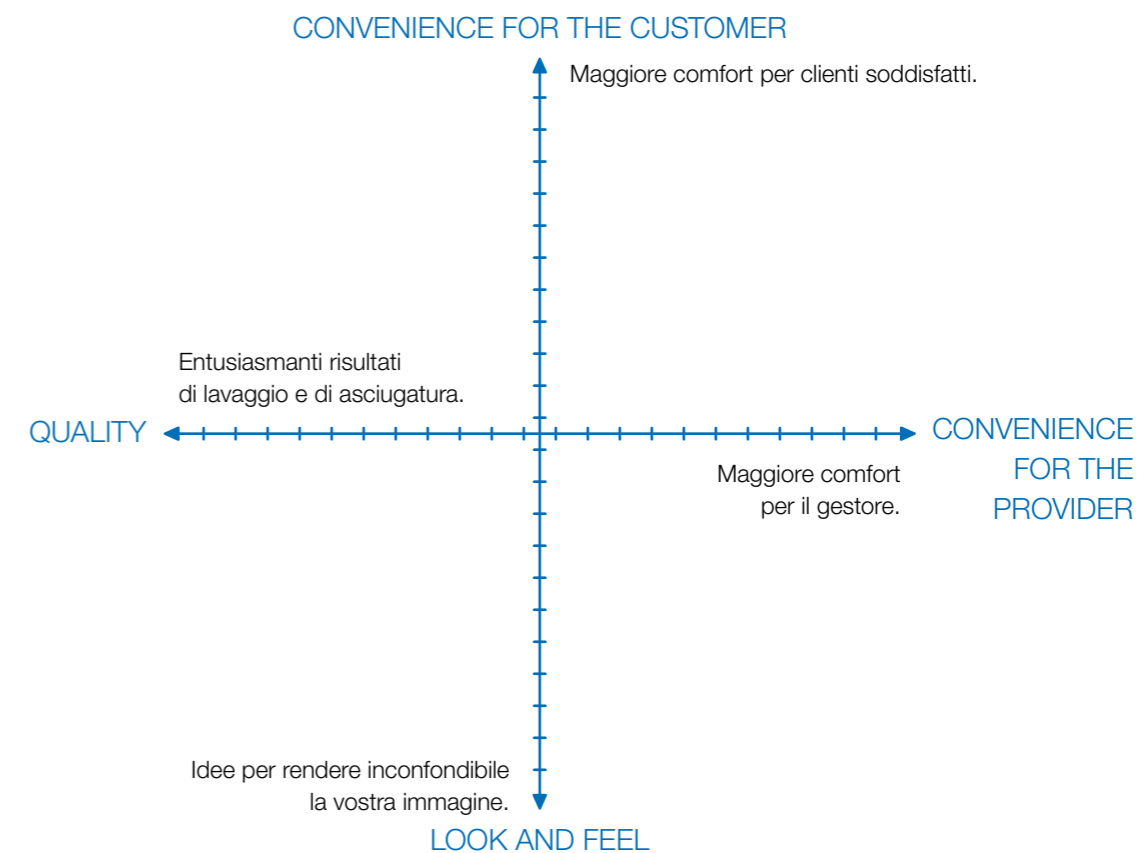 CONVENIENCE FOR THE CUSTOMER
Maggiore comfort per clienti soddisfatti.
Entusiasmanti risultati
di lavaggio e di asciugatura.
QUALITY
CONVENIENCE
FOR THE
PROVIDER
Maggiore comfort
per il gestore.
Idee per rendere inconfondibile
la vostra immagine.
LOOK AND FEEL